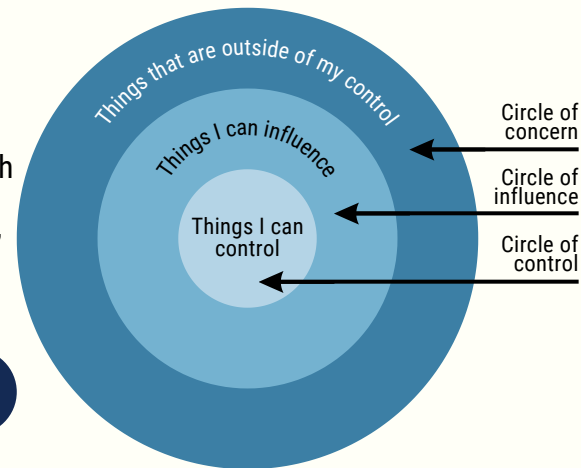 Things that are outside of my control
Things I can influence
Things I can
control
Circle of
concern
Circle of
influence
Circle of
control